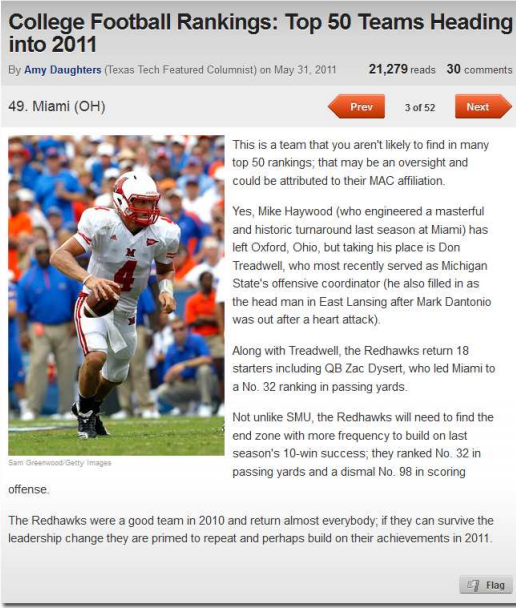 College Football Rankings: Top 50 Teams Heading
into 2011
By Amy Daughters (Texas Tech Featured Columnist) on May 31, 2011 21,279 reads 30 comments
49. Miami (OH) Prev 3 of 52 Next
This is a team that you aren't likely to find in many
top 50 rankings; that may be an oversight and
could be attributed to their MAC affiliation.
Yes, Mike Haywood (who engineered a masterful
and historic turnaround last season at Miami) has
left Oxford, Ohio, but taking his place is Don
Treadwell, who most recently served as Michigan
State's offensive coordinator (he also filled in as
the head man in East Lansing after Mark Dantonio
was out after a heart attack).
Along with Treadwell, the Redhawks return 18
starters including QB Zac Dysert, who led Miami to
a No. 32 ranking in passing yards.
Not unlike SMU, the Redhawks will need to find the
end zone with more frequency to build on last
season's 10-win success; they ranked No. 32 in
passing yards and a dismal No. 98 in scoring
offense.
M
4
Sam Greenwood/Getty Images
The Redhawks were a good team in 2010 and return almost everybody; if they can survive the
leadership change they are primed to repeat and perhaps build on their achievements in 2011.
Flag